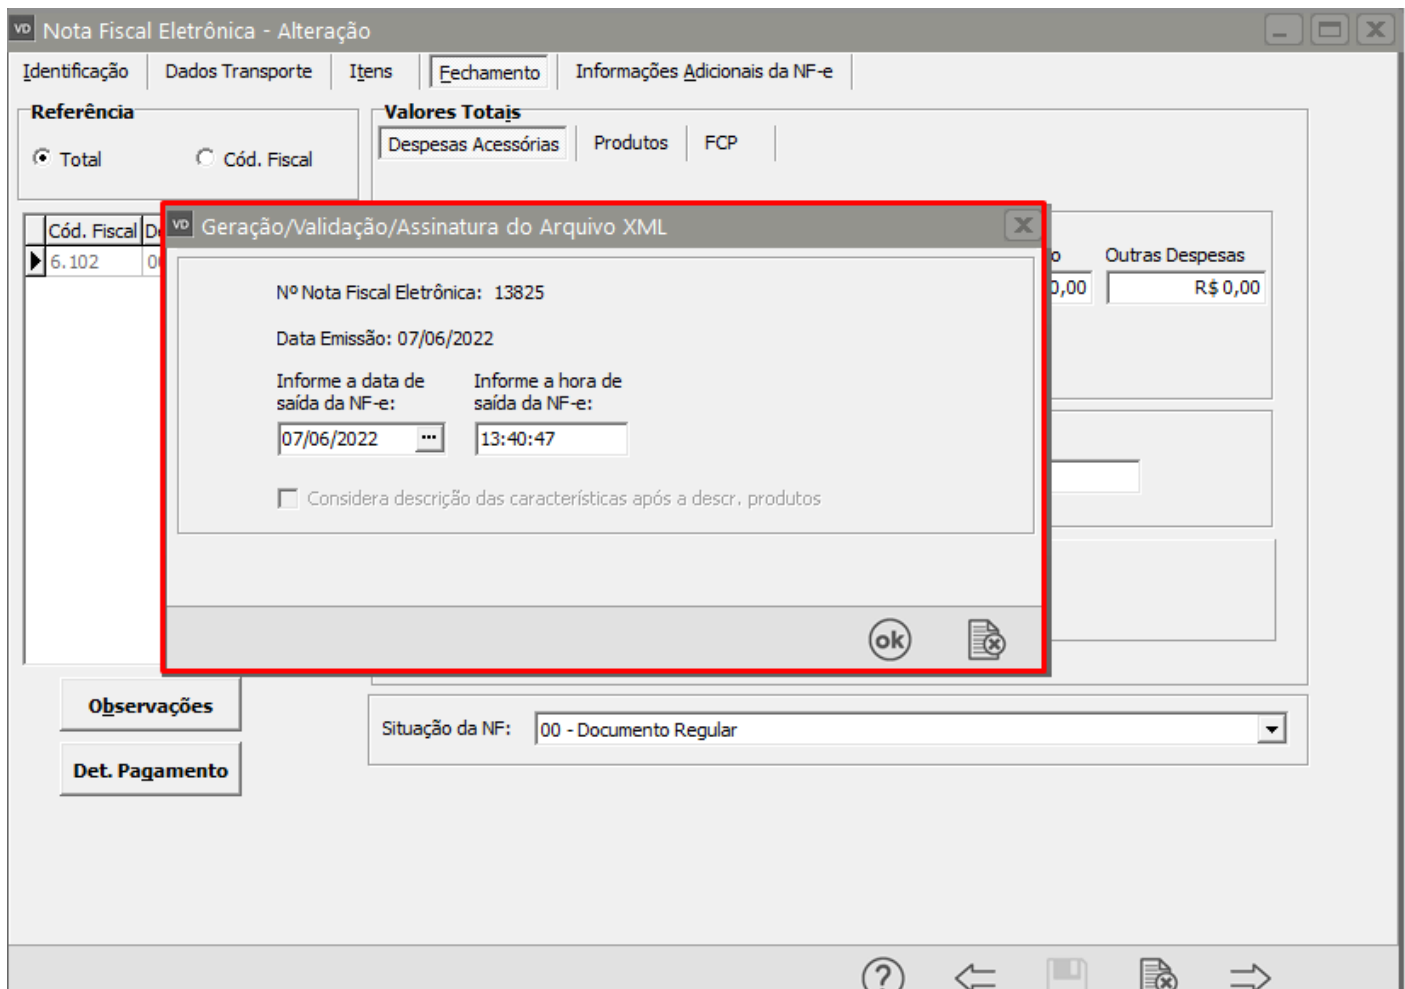 VD Nota Fiscal Eletrônica - Alteração
Identificação Dados Transporte Itens Fechamento Informações Adicionais da NF-e
Referência
Total Cód. Fiscal
Valores Totais
Despesas Acessórias Produtos FCP
Cód. Fiscal
6.102
VD Geração/Validação/Assinatura do Arquivo XML
Nº Nota Fiscal Eletrônica: 13825
Data Emissão: 07/06/2022
Informe a data de
saída da NF-e:
Informe a hora de
saída da NF-e:
07/06/2022 ... 13:40:47
Considera descrição das características após a descr. produtos
ok
Outras Despesas
R$ 0,00
Observações
Det. Pagamento
Situação da NF: 00 - Documento Regular
?